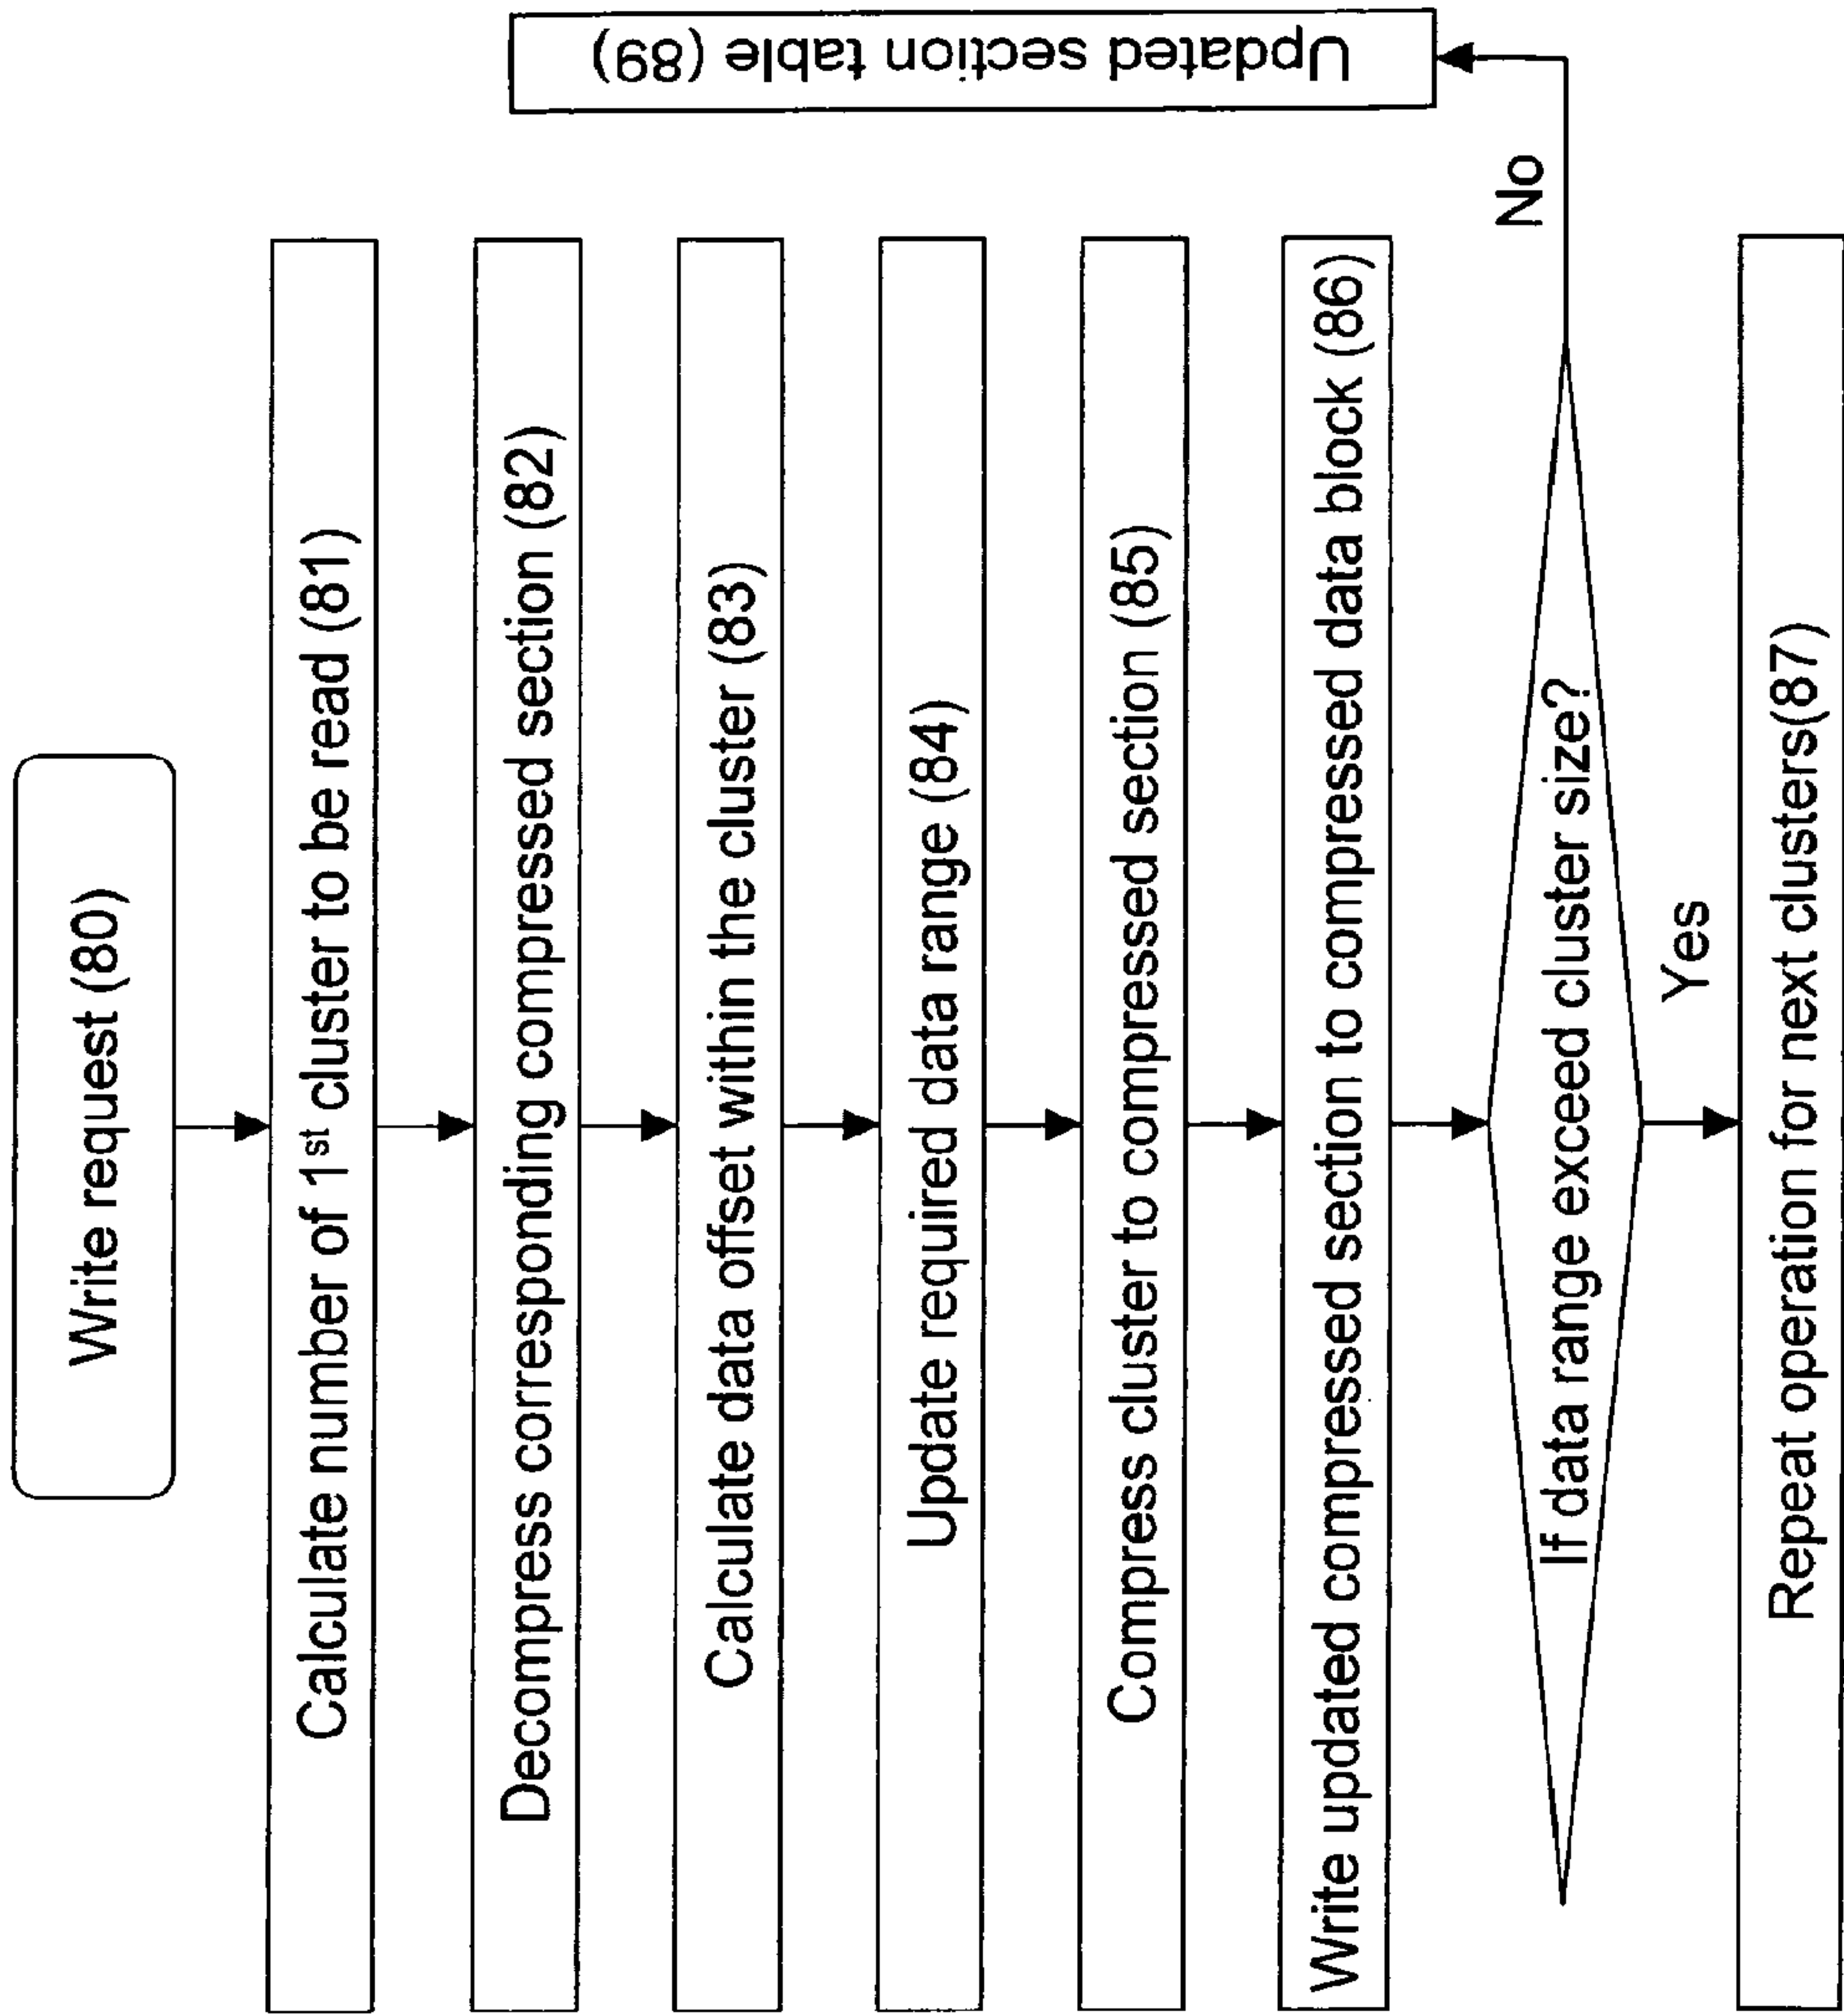 Write request (80)
Calculate number of 1st cluster to be read (81)
Decompress corresponding compressed section (82)
Calculate data offset within the cluster (83)
Update required data range (84)
Compress cluster to compressed section (85)
Write updated compressed section to compressed data block (86)
If data range exceed cluster size?
No
Updated section table (89)
Yes
Repeat operation for next clusters(87)